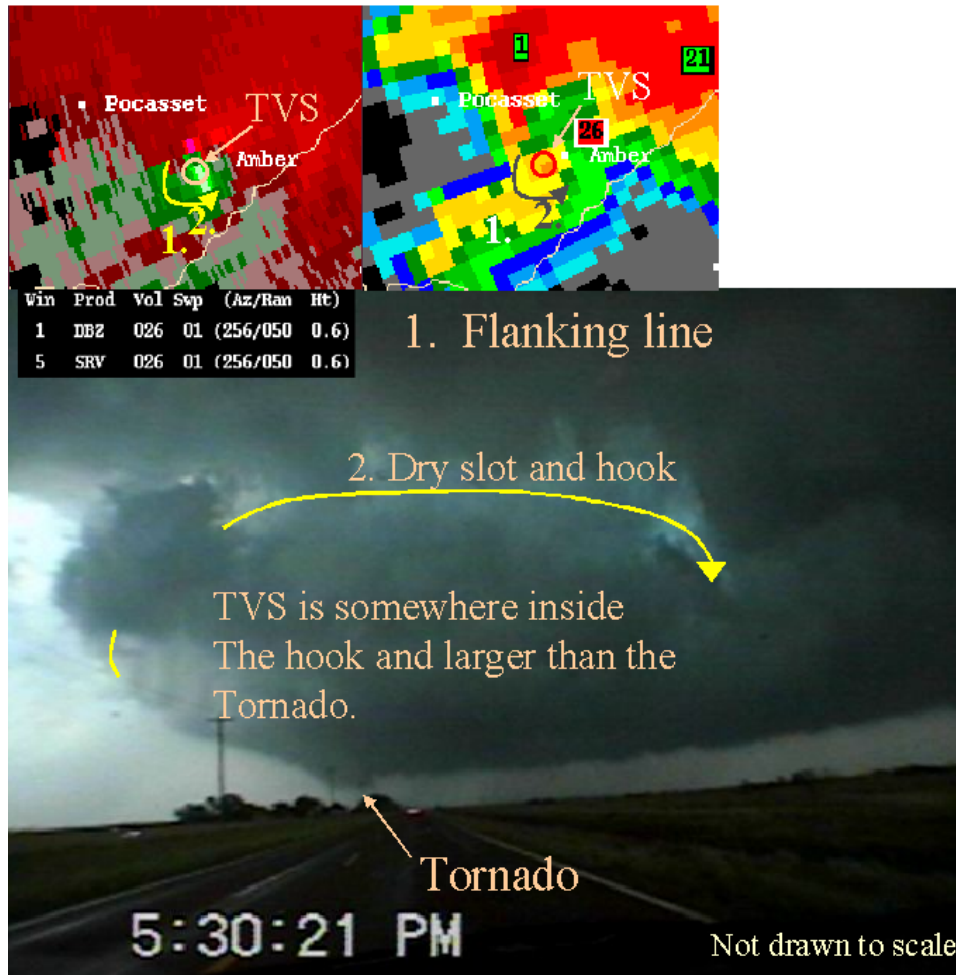 Pocasset
TVS
Amber
1.
2.
1
21
Pocasset
TVS
26
Amber
1.
2.
Win Prod Vol Swp (Az/Ran Ht)
1 DBZ 026 01 (256/050 0.6)
5 SRV 026 01 (256/050 0.6)
1. Flanking line
2. Dry slot and hook
TVS is somewhere inside
The hook and larger than the
Tornado.
Tornado
5:30:21 PM
Not drawn to scale